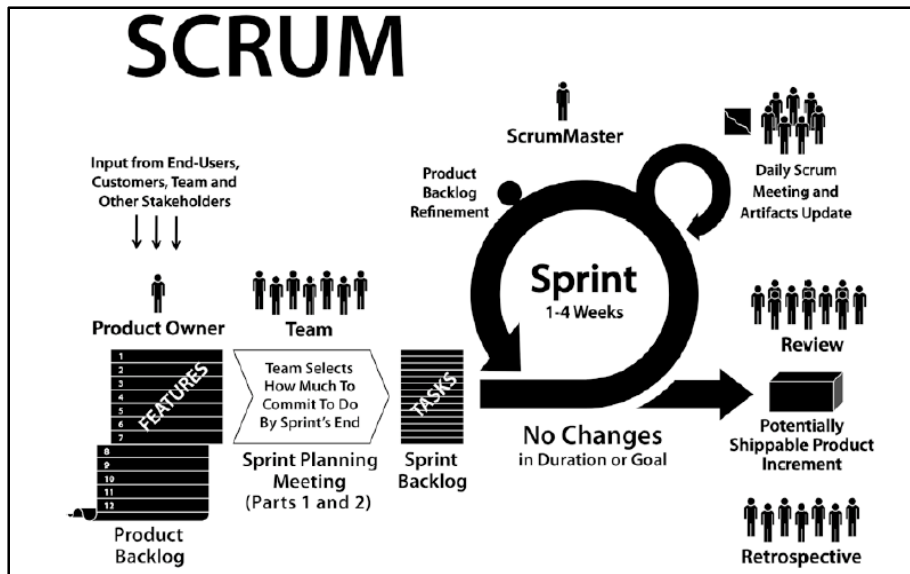 SCRUM
Input from End-Users,
Customers, Team and
Other Stakeholders
Product Owner
Team
1
2
3
4
5
6
7
FEATURES
8
9
10
11
12
Product
Backlog
Team Selects
How Much To
Commit To Do
By Sprint's End
Sprint Planning
Meeting
(Parts 1 and 2)
TASKS
Sprint
Backlog
ScrumMaster
Product
Backlog
Refinement
Sprint
1-4 Weeks
No Changes
in Duration or Goal
Daily Scrum
Meeting and
Artifacts Update
Review
Potentially
Shippable Product
Increment
Retrospective